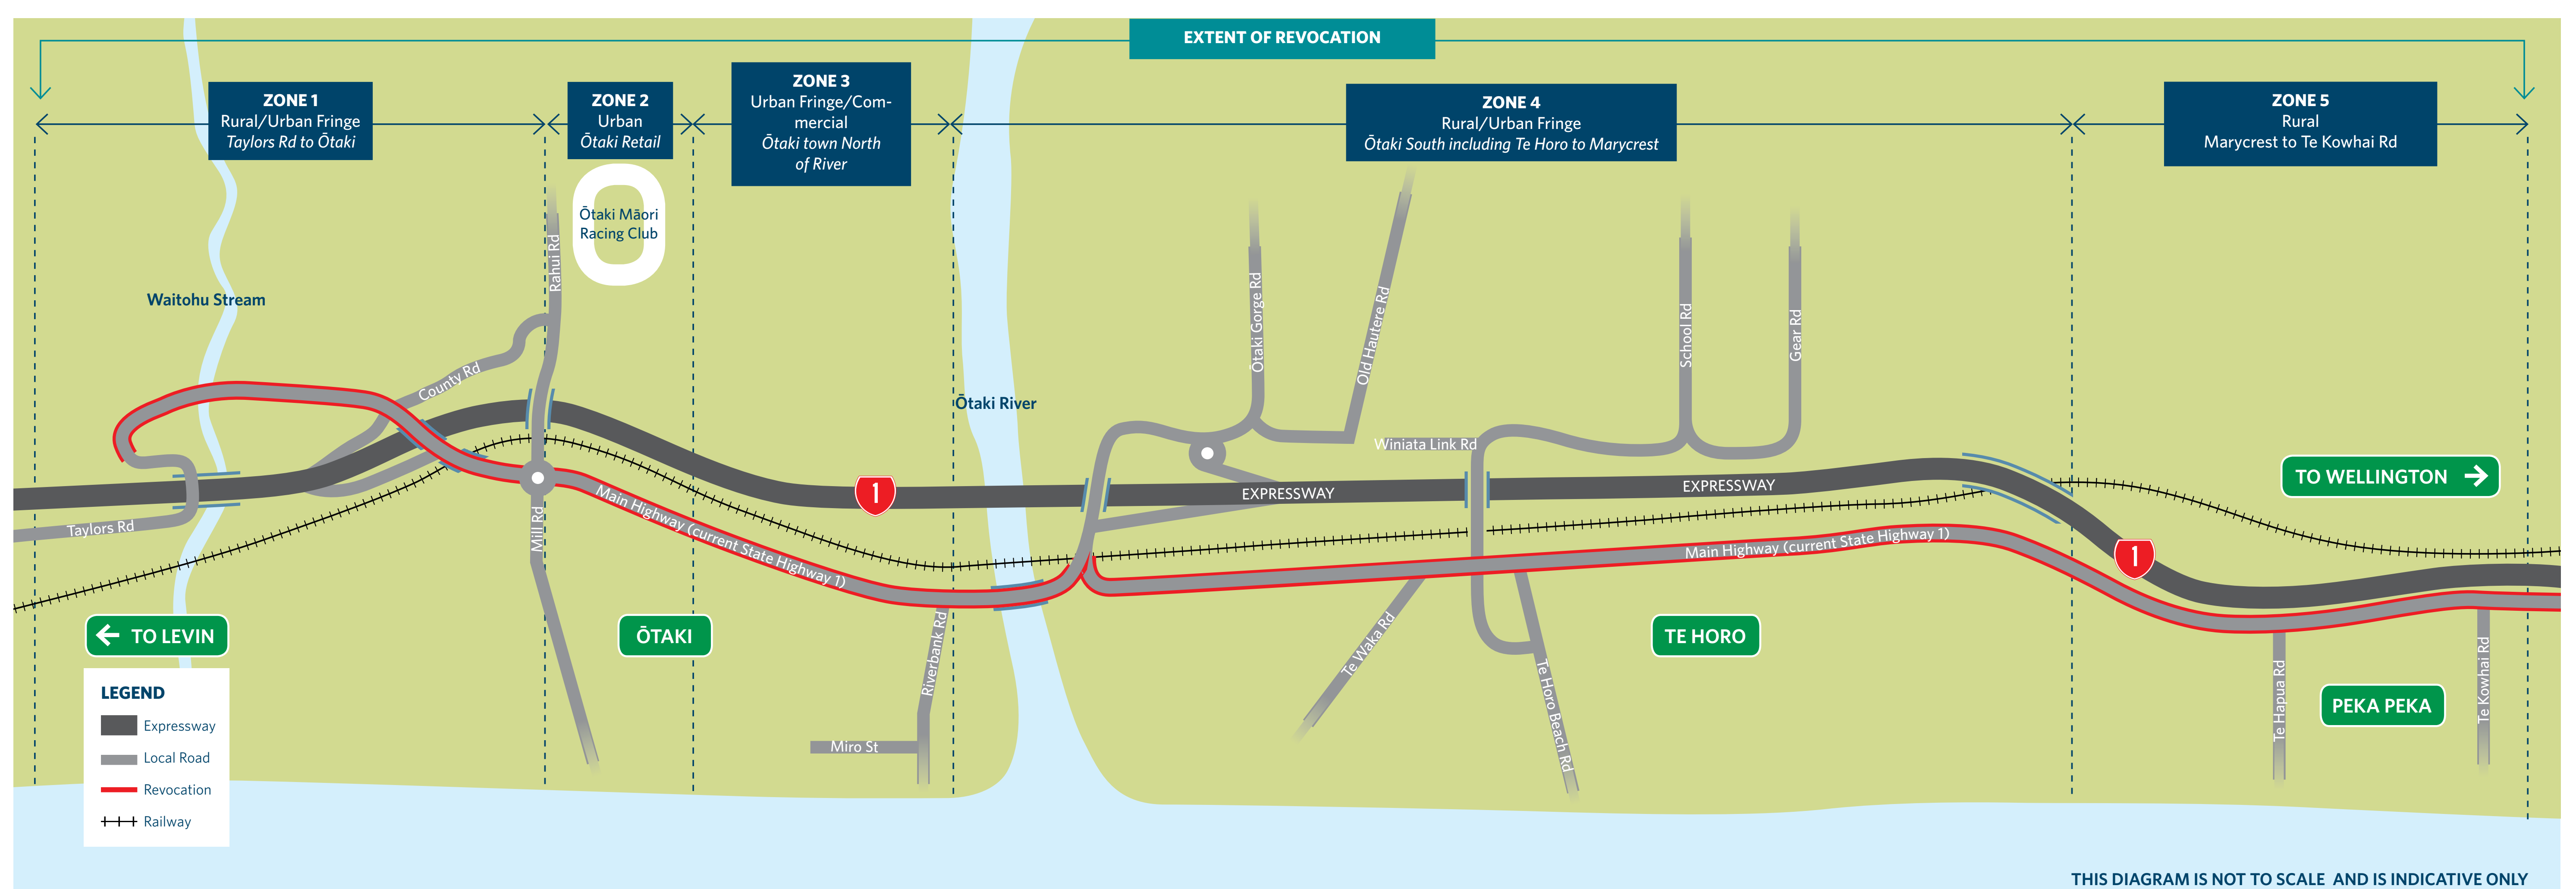 EXTENT OF REVOCATION
ZONE 1
Rural/Urban Fringe
Taylors Rd to Ōtaki
ZONE 2
Urban
Ōtaki Retail
ZONE 3
Urban Fringe/Com-
mercial
Ōtaki town North
of River
ZONE 4
Rural/Urban Fringe
Ōtaki South including Te Horo to Marycrest
ZONE 5
Rural
Marycrest to Te Kowhai Rd
Ōtaki Māori
Racing Club
Rahui Rd
Waitohu Stream
County Rd
Ōtaki River
Ōtaki Gorge Rd
Old Hautere Rd
School Rd
Gear Rd
Winiata Link Rd
TO WELLINGTON
EXPRESSWAY
EXPRESSWAY
1
Taylors Rd
Mill Rd
Main Highway (current State Highway 1)
Main Highway (current State Highway 1)
1
TO LEVIN
ŌTAKI
TE HORO
Riverbank Rd
Te Waka Rd
Te Horo Beach Rd
Te Hapua Rd
Te Kowhai Rd
PEKA PEKA
Miro St
LEGEND
Expressway
Local Road
Revocation
Railway
THIS DIAGRAM IS NOT TO SCALE AND IS INDICATIVE ONLY